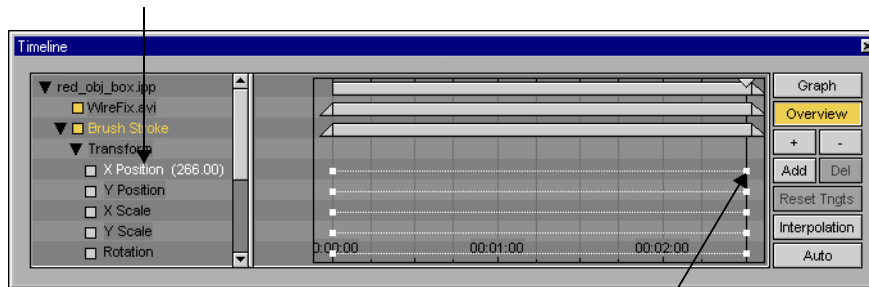 Timeline
red_obj_box.ipp
WireFix.avi
Brush Stroke
Transform
X Position (266.00)
Y Position
X Scale
Y Scale
Rotation
0:00:00 00:01:00 00:02:00
Graph
Overview
+ -
Add Del
Reset Tngts
Interpolation
Auto